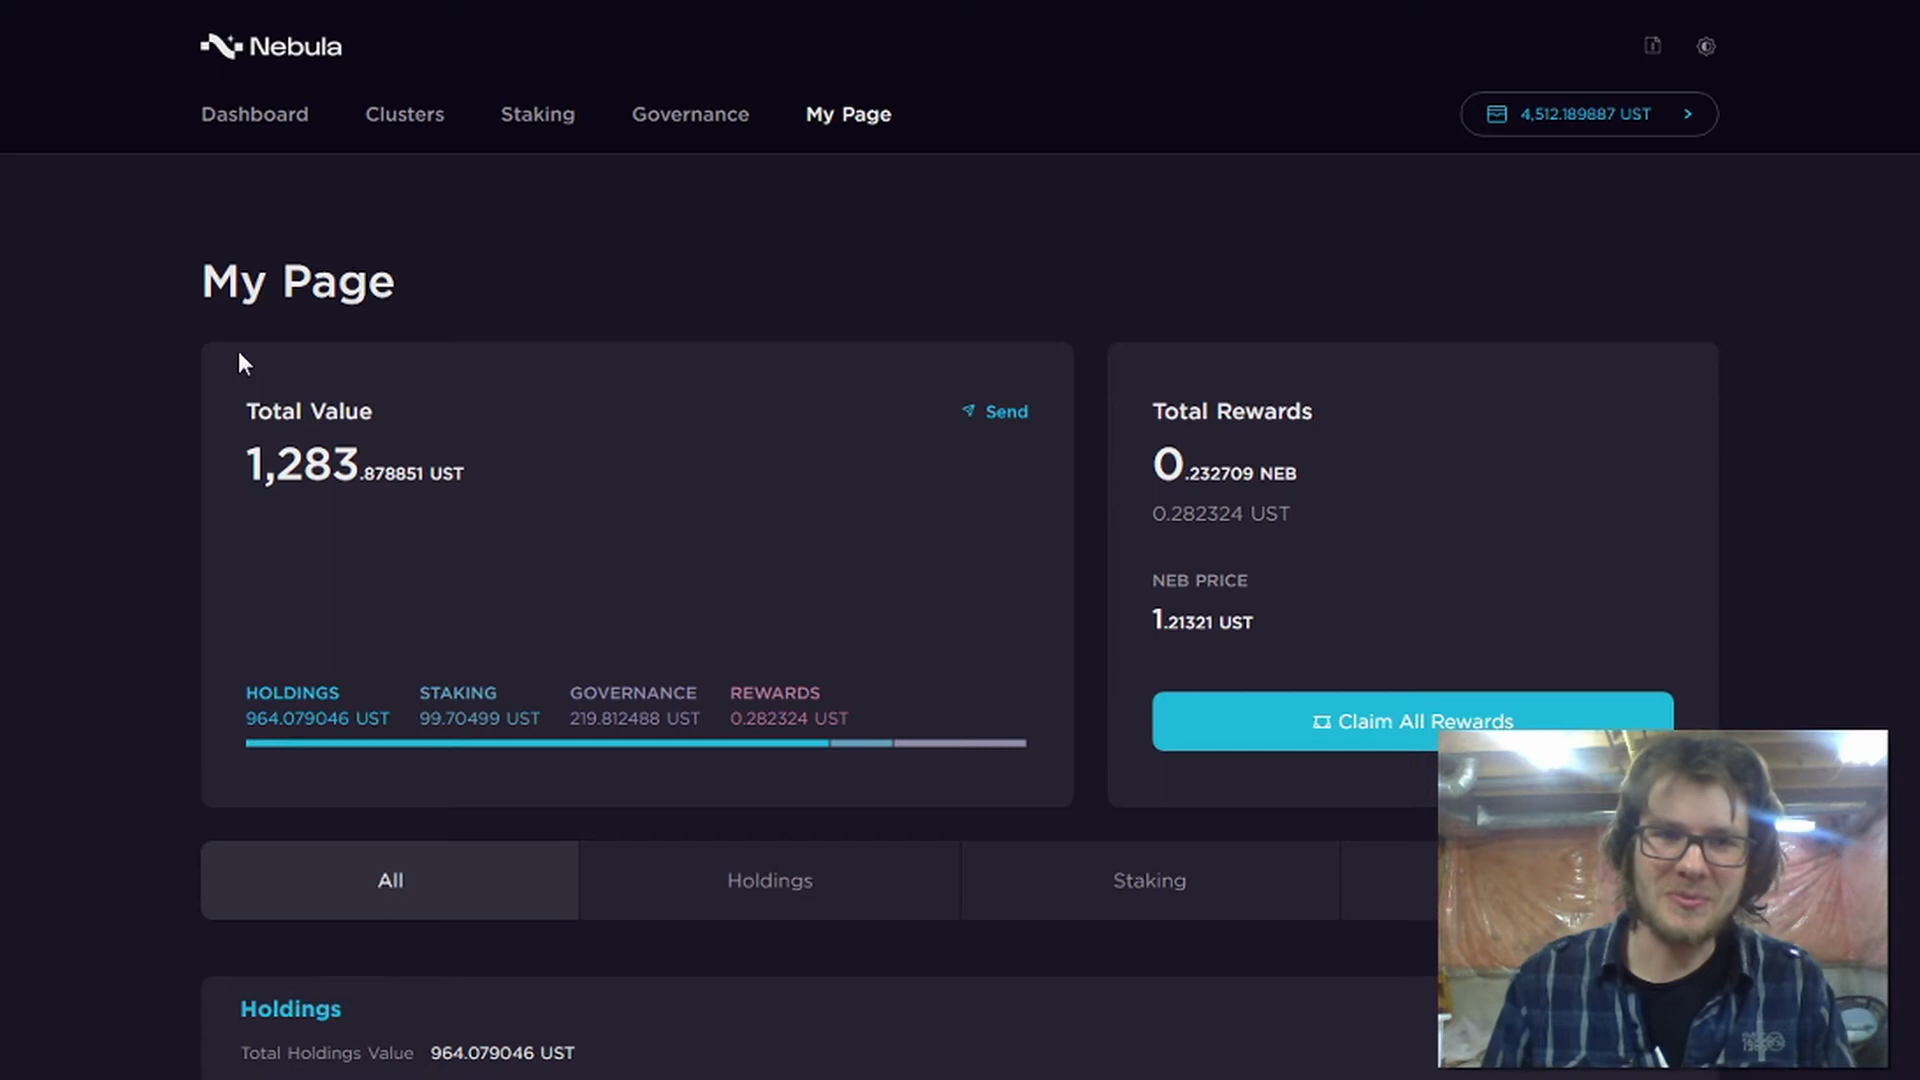 Nebula
Dashboard Clusters Staking Governance My Page
4,512.189887 UST
My Page
Total Value
Send
1,283.878851 UST
HOLDINGS STAKING GOVERNANCE REWARDS
964.079046 UST 99.70499 UST 219.812488 UST 0.282324 UST
Total Rewards
0.232709 NEB
0.282324 UST
NEB PRICE
1.21321 UST
Claim All Rewards
All Holdings Staking
Holdings
Total Holdings Value 964.079046 UST